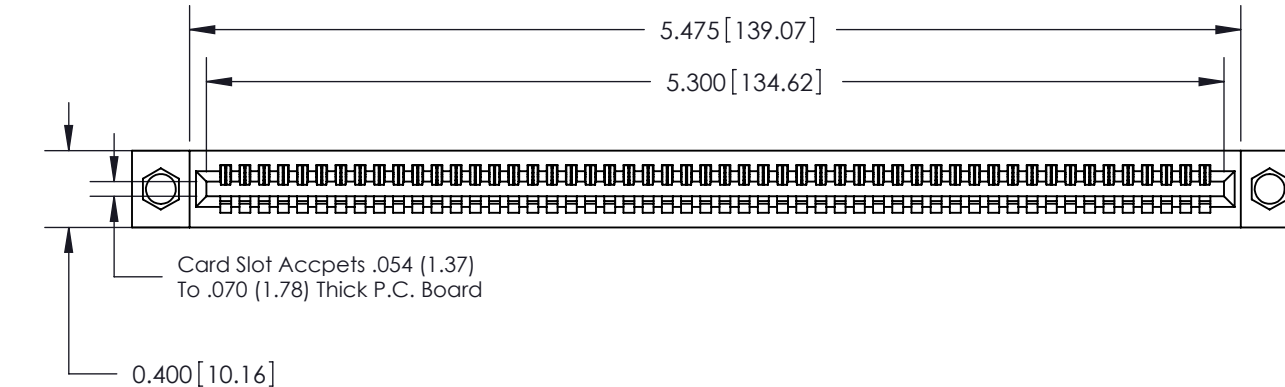 5.475[139.07]
5.300[134.62]
Card Slot Accpets .054 (1.37)
To .070 (1.78) Thick P.C. Board
0.400[10.16]